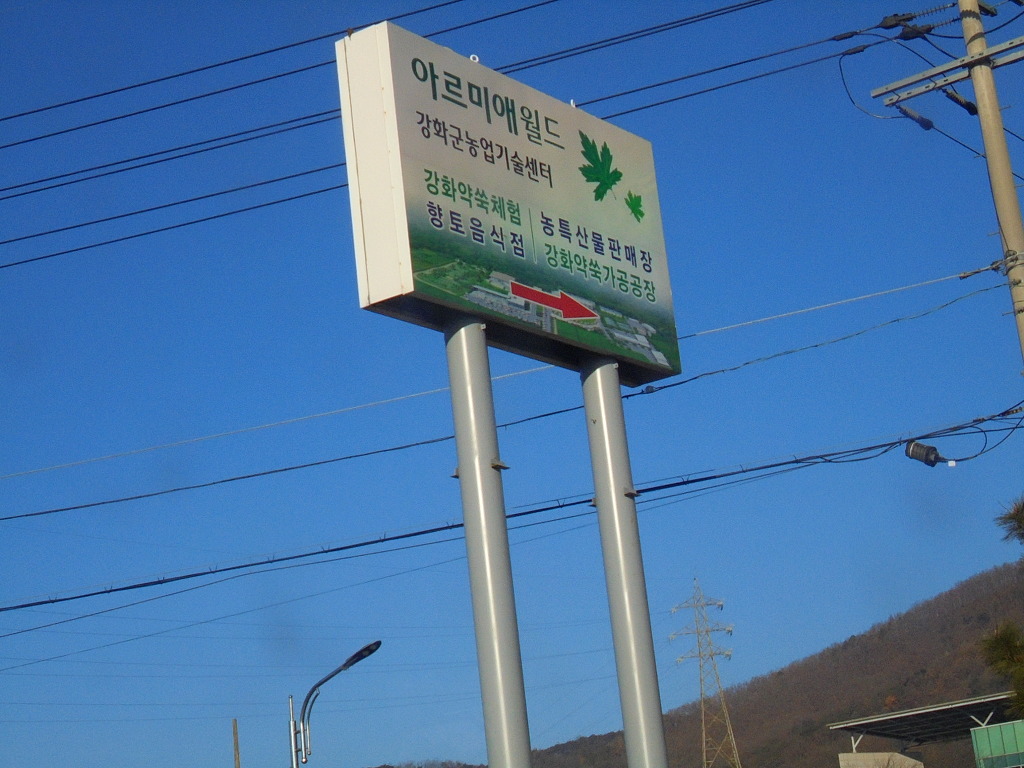 아르미애월드
강화군농업기술센터
강화약쑥체험
향토음식점
농특산물판매장
강화약쑥가공공장